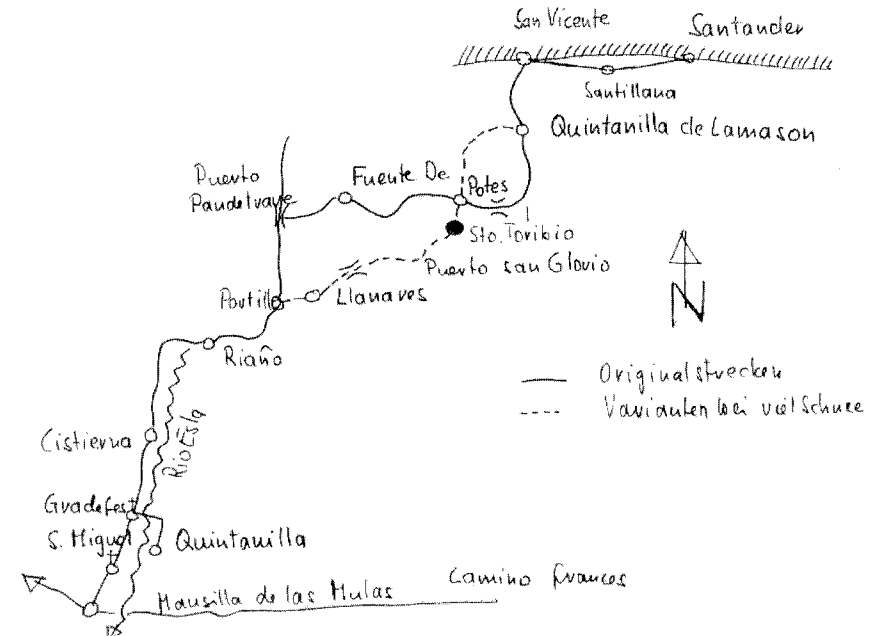 San Vicente
Santander
Santillana
Quintanilla de Lamason
Puerto
Pandetrave
Fuente De
Potes
Sto. Toribio
Puerto san Glorio
Portilla
Llanaves
N
Riaño
Originalstrecken
Varianten bei viel Schnee
Cistierna
Rio Esla
Gradefest
S. Miguel
Quintanilla
Mansilla de las Mulas
Camino frances